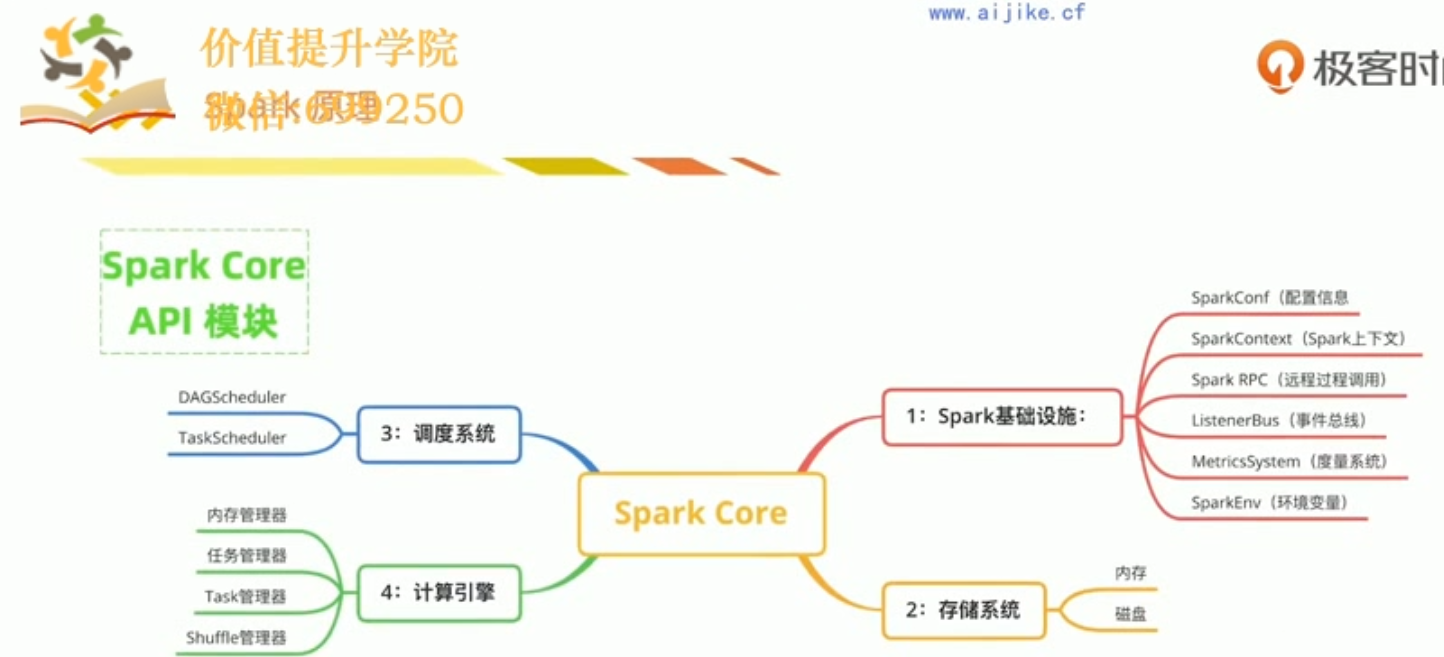 www.aijike.cf
价值提升学院
极客时
Spark 原理
微信:699250
Spark Core
API 模块
SparkConf（配置信息
SparkContext（Spark上下文）
Spark RPC（远程过程调用）
ListenerBus（事件总线）
MetricsSystem（度量系统）
SparkEnv（环境变量）
1：Spark基础设施：
DAGScheduler
TaskScheduler
3：调度系统
Spark Core
内存管理器
任务管理器
Task管理器
Shuffle管理器
4：计算引擎
2：存储系统
内存
磁盘